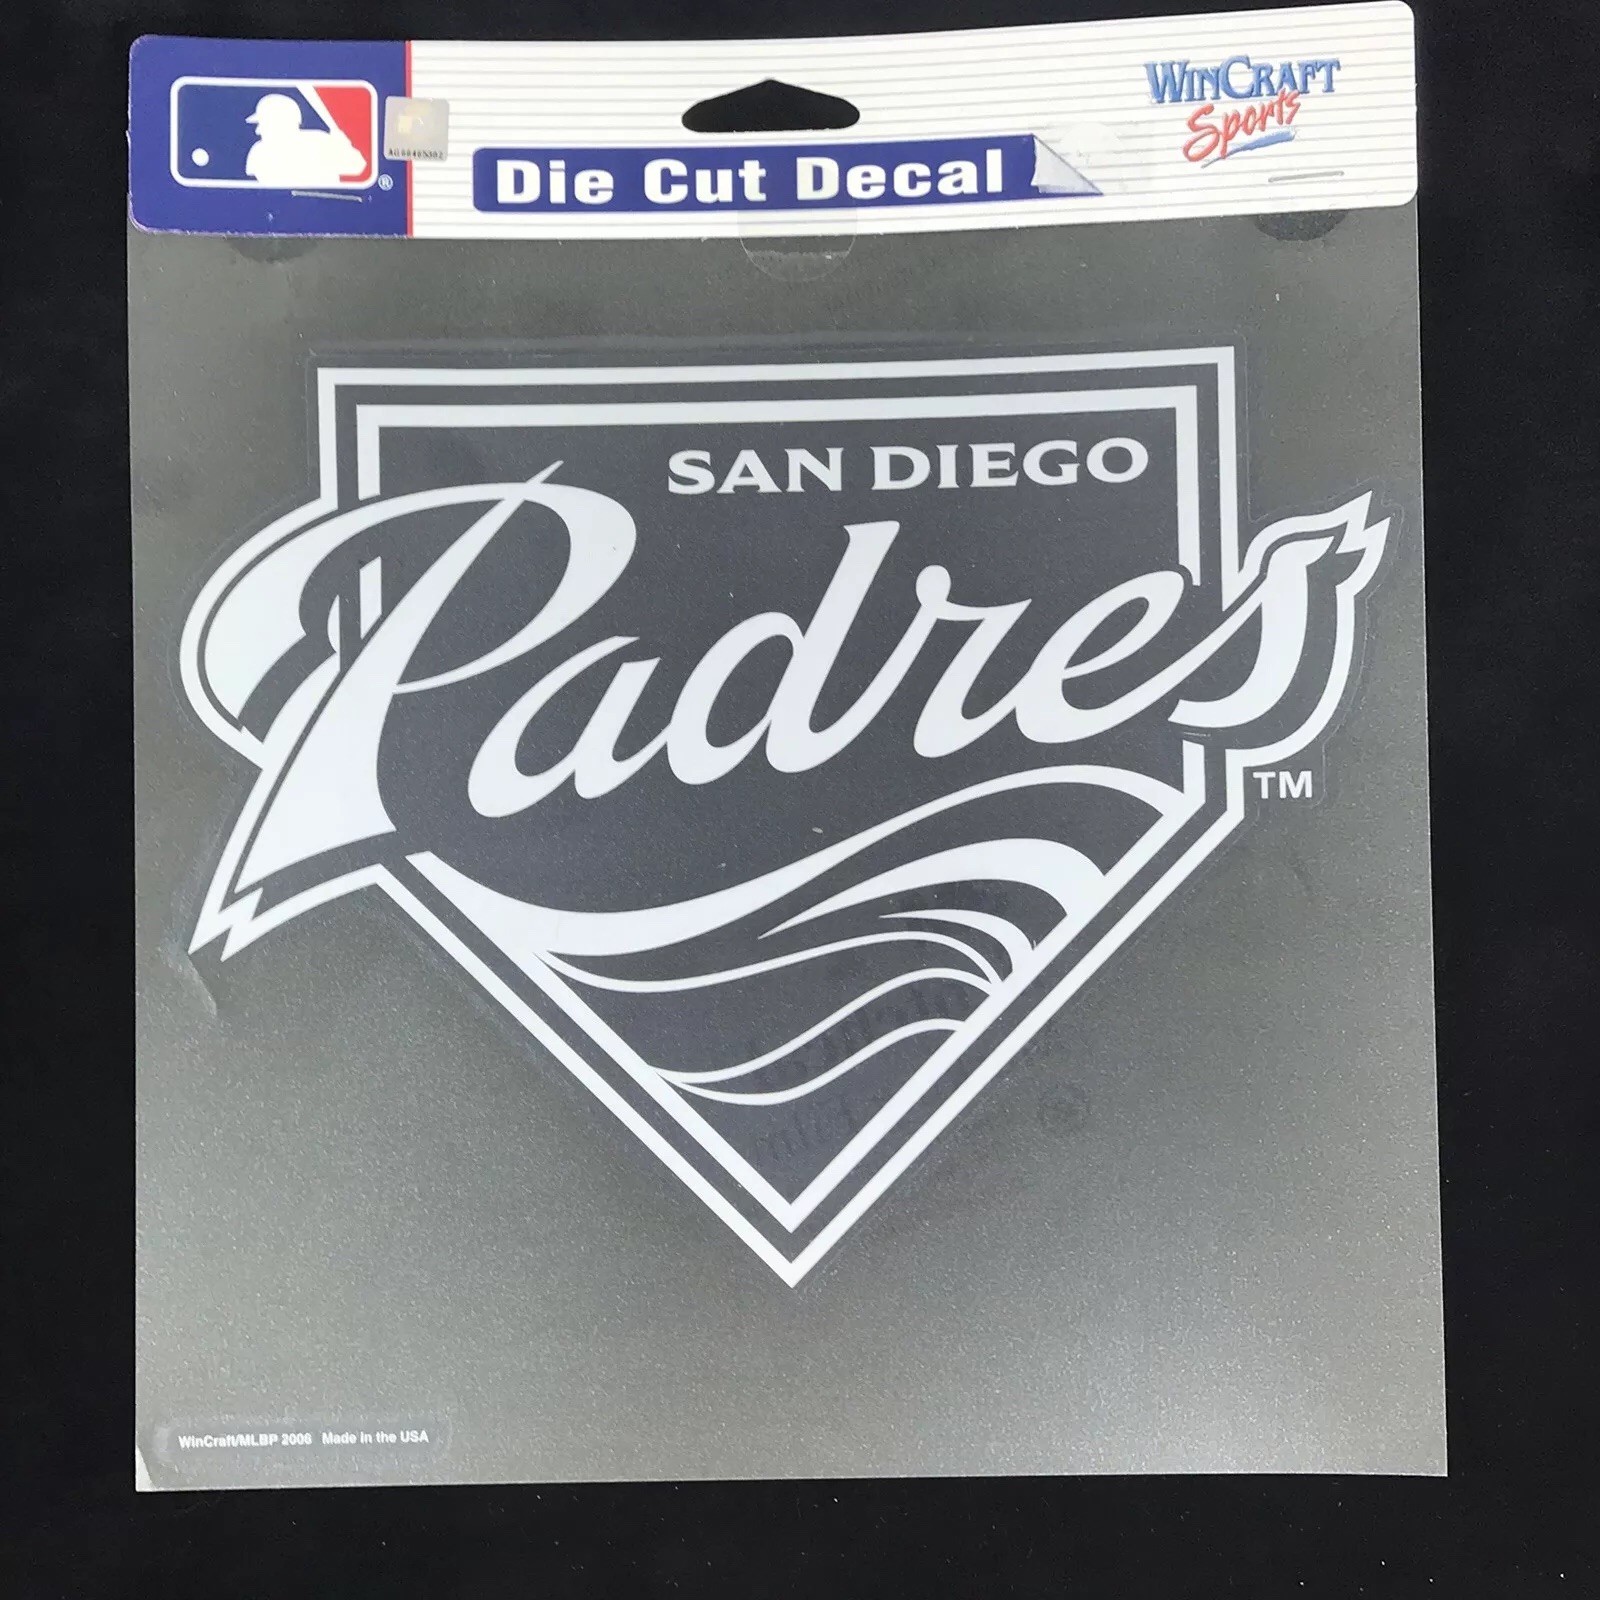 WINCRAFT
Sports
®
Die Cut Decal
SAN DIEGO
Padres
TM
WinCraft/MLBP 2006 Made in the USA